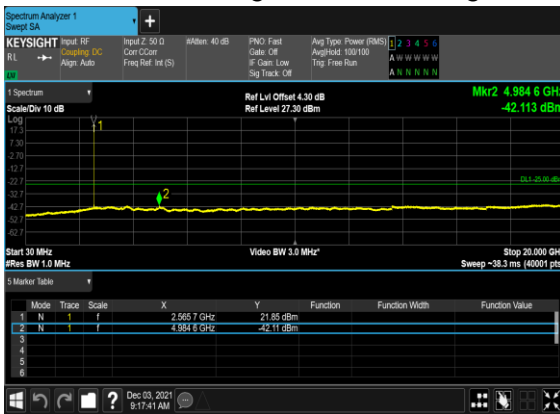 Spectrum Analyzer 1
Swept SA
KEYSIGHT Input: RF Input Z: 50 Ω #Atten: 40 dB PNO: Fast Avg Type: Power (RMS) 1 2 3 4 5 6
RL Coupling: DC Corr CCorr Gate: Off Avg|Hold: 100/100 A W W W W W
Align: Auto Freq Ref: Int (S) IF Gain: Low Trig: Free Run
LV Sig Track: Off A N N N N N
1 Spectrum Ref Lvl Offset 4.30 dB Mkr2 4.984 6 GHz
Scale/Div 10 dB Ref Level 27.30 dBm -42.113 dBm
Log
17.3 1
7.30
-2.70
-12.7
-22.7 DL1 -25.00 dBm
-32.7 2
-42.7
-52.7
-62.7
Start 30 MHz Video BW 3.0 MHz* Stop 20.000 GHz
#Res BW 1.0 MHz Sweep ~38.3 ms (40001 pts)
5 Marker Table
Mode Trace Scale X Y Function Function Width Function Value
1 N 1 f 2.565 7 GHz 21.85 dBm
2 N 1 f 4.984 6 GHz -42.11 dBm
3
4
5
6
? Dec 03, 2021
9:17:41 AM